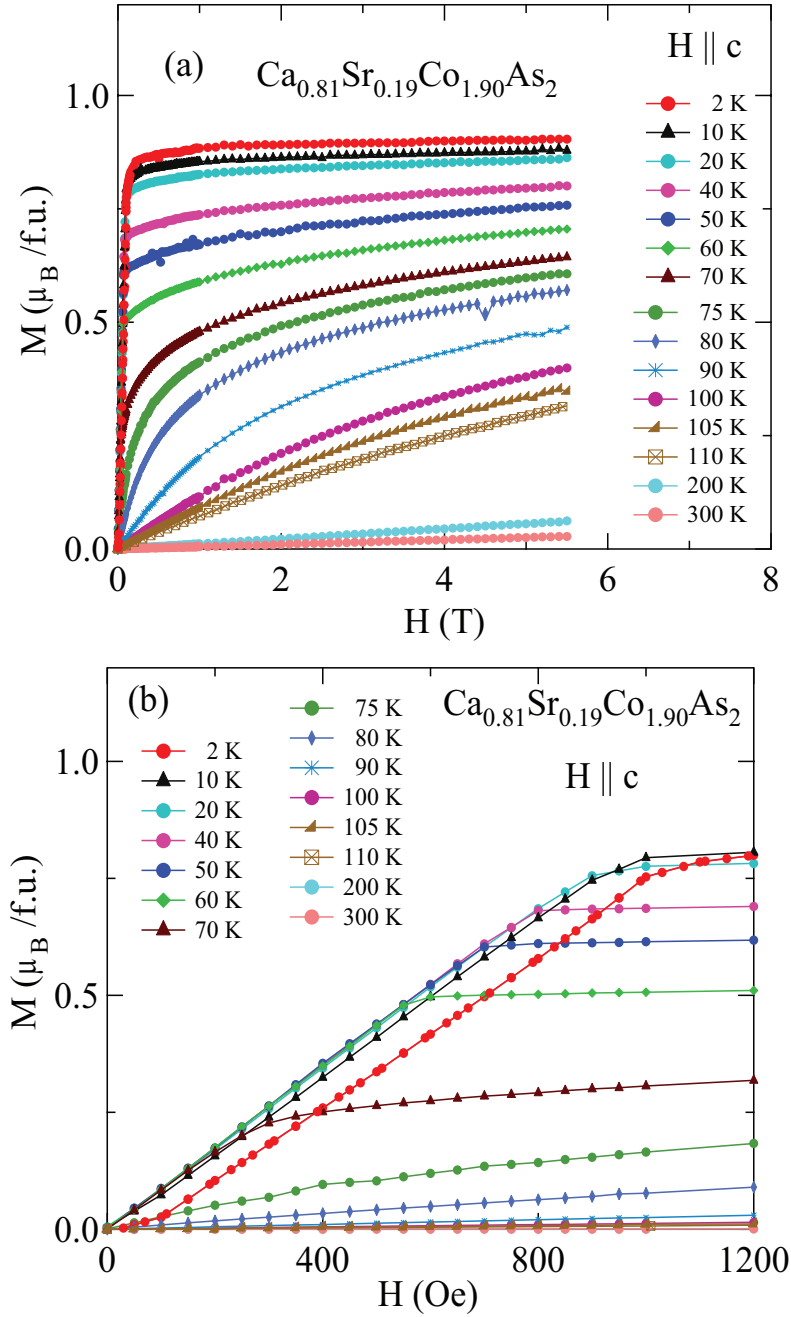 (a)
Ca0.81Sr0.19Co1.90As2
H || c
2 K
10 K
20 K
40 K
50 K
60 K
70 K
75 K
80 K
90 K
100 K
105 K
110 K
200 K
300 K
1.0
0.5
0.0
M (μB /f.u.)
0 2 4 6 8
H (T)
(b)
Ca0.81Sr0.19Co1.90As2
H || c
2 K
10 K
20 K
40 K
50 K
60 K
70 K
75 K
80 K
90 K
100 K
105 K
110 K
200 K
300 K
1.0
0.5
0.0
M (μB /f.u.)
0 400 800 1200
H (Oe)